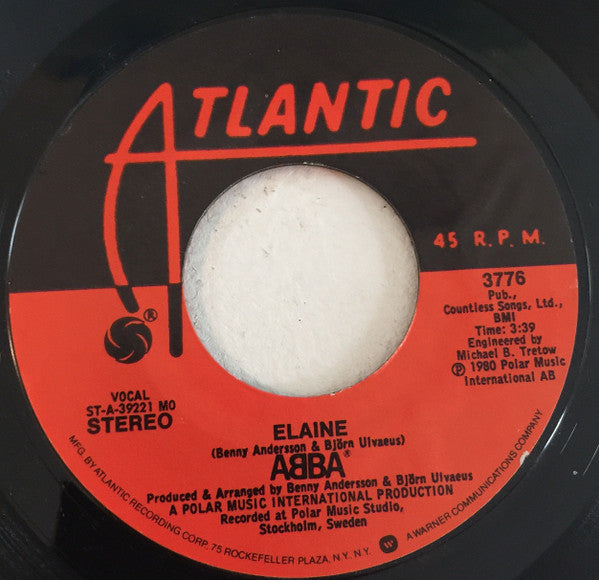 ATLANTIC
45 R.P.M.
®
3776
Pub.,
Countless Songs, Ltd.,
BMI
Time: 3:39
Engineered by
Michael B. Tretow
℗ 1980 Polar Music
International AB
VOCAL
ST-A-39221 MO
STEREO
ELAINE
(Benny Andersson & Björn Ulvaeus)
ABBA®
Produced & Arranged by Benny Andersson & Björn Ulvaeus
A POLAR MUSIC INTERNATIONAL PRODUCTION
Recorded at Polar Music Studio,
Stockholm, Sweden
MFG. BY ATLANTIC RECORDING CORP. 75 ROCKEFELLER PLAZA, N.Y. N.Y. W A WARNER COMMUNICATIONS COMPANY